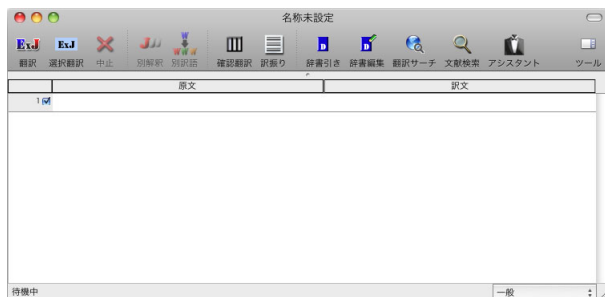 名称未設定
ExJ ExJ J W W W W D D
翻訳 選択翻訳 中止 別解釈 別訳語 確認翻訳 訳振り 辞書引き 辞書編集 翻訳サーチ 文献検索 アシスタント ツール
原文 訳文
1
待機中 一般